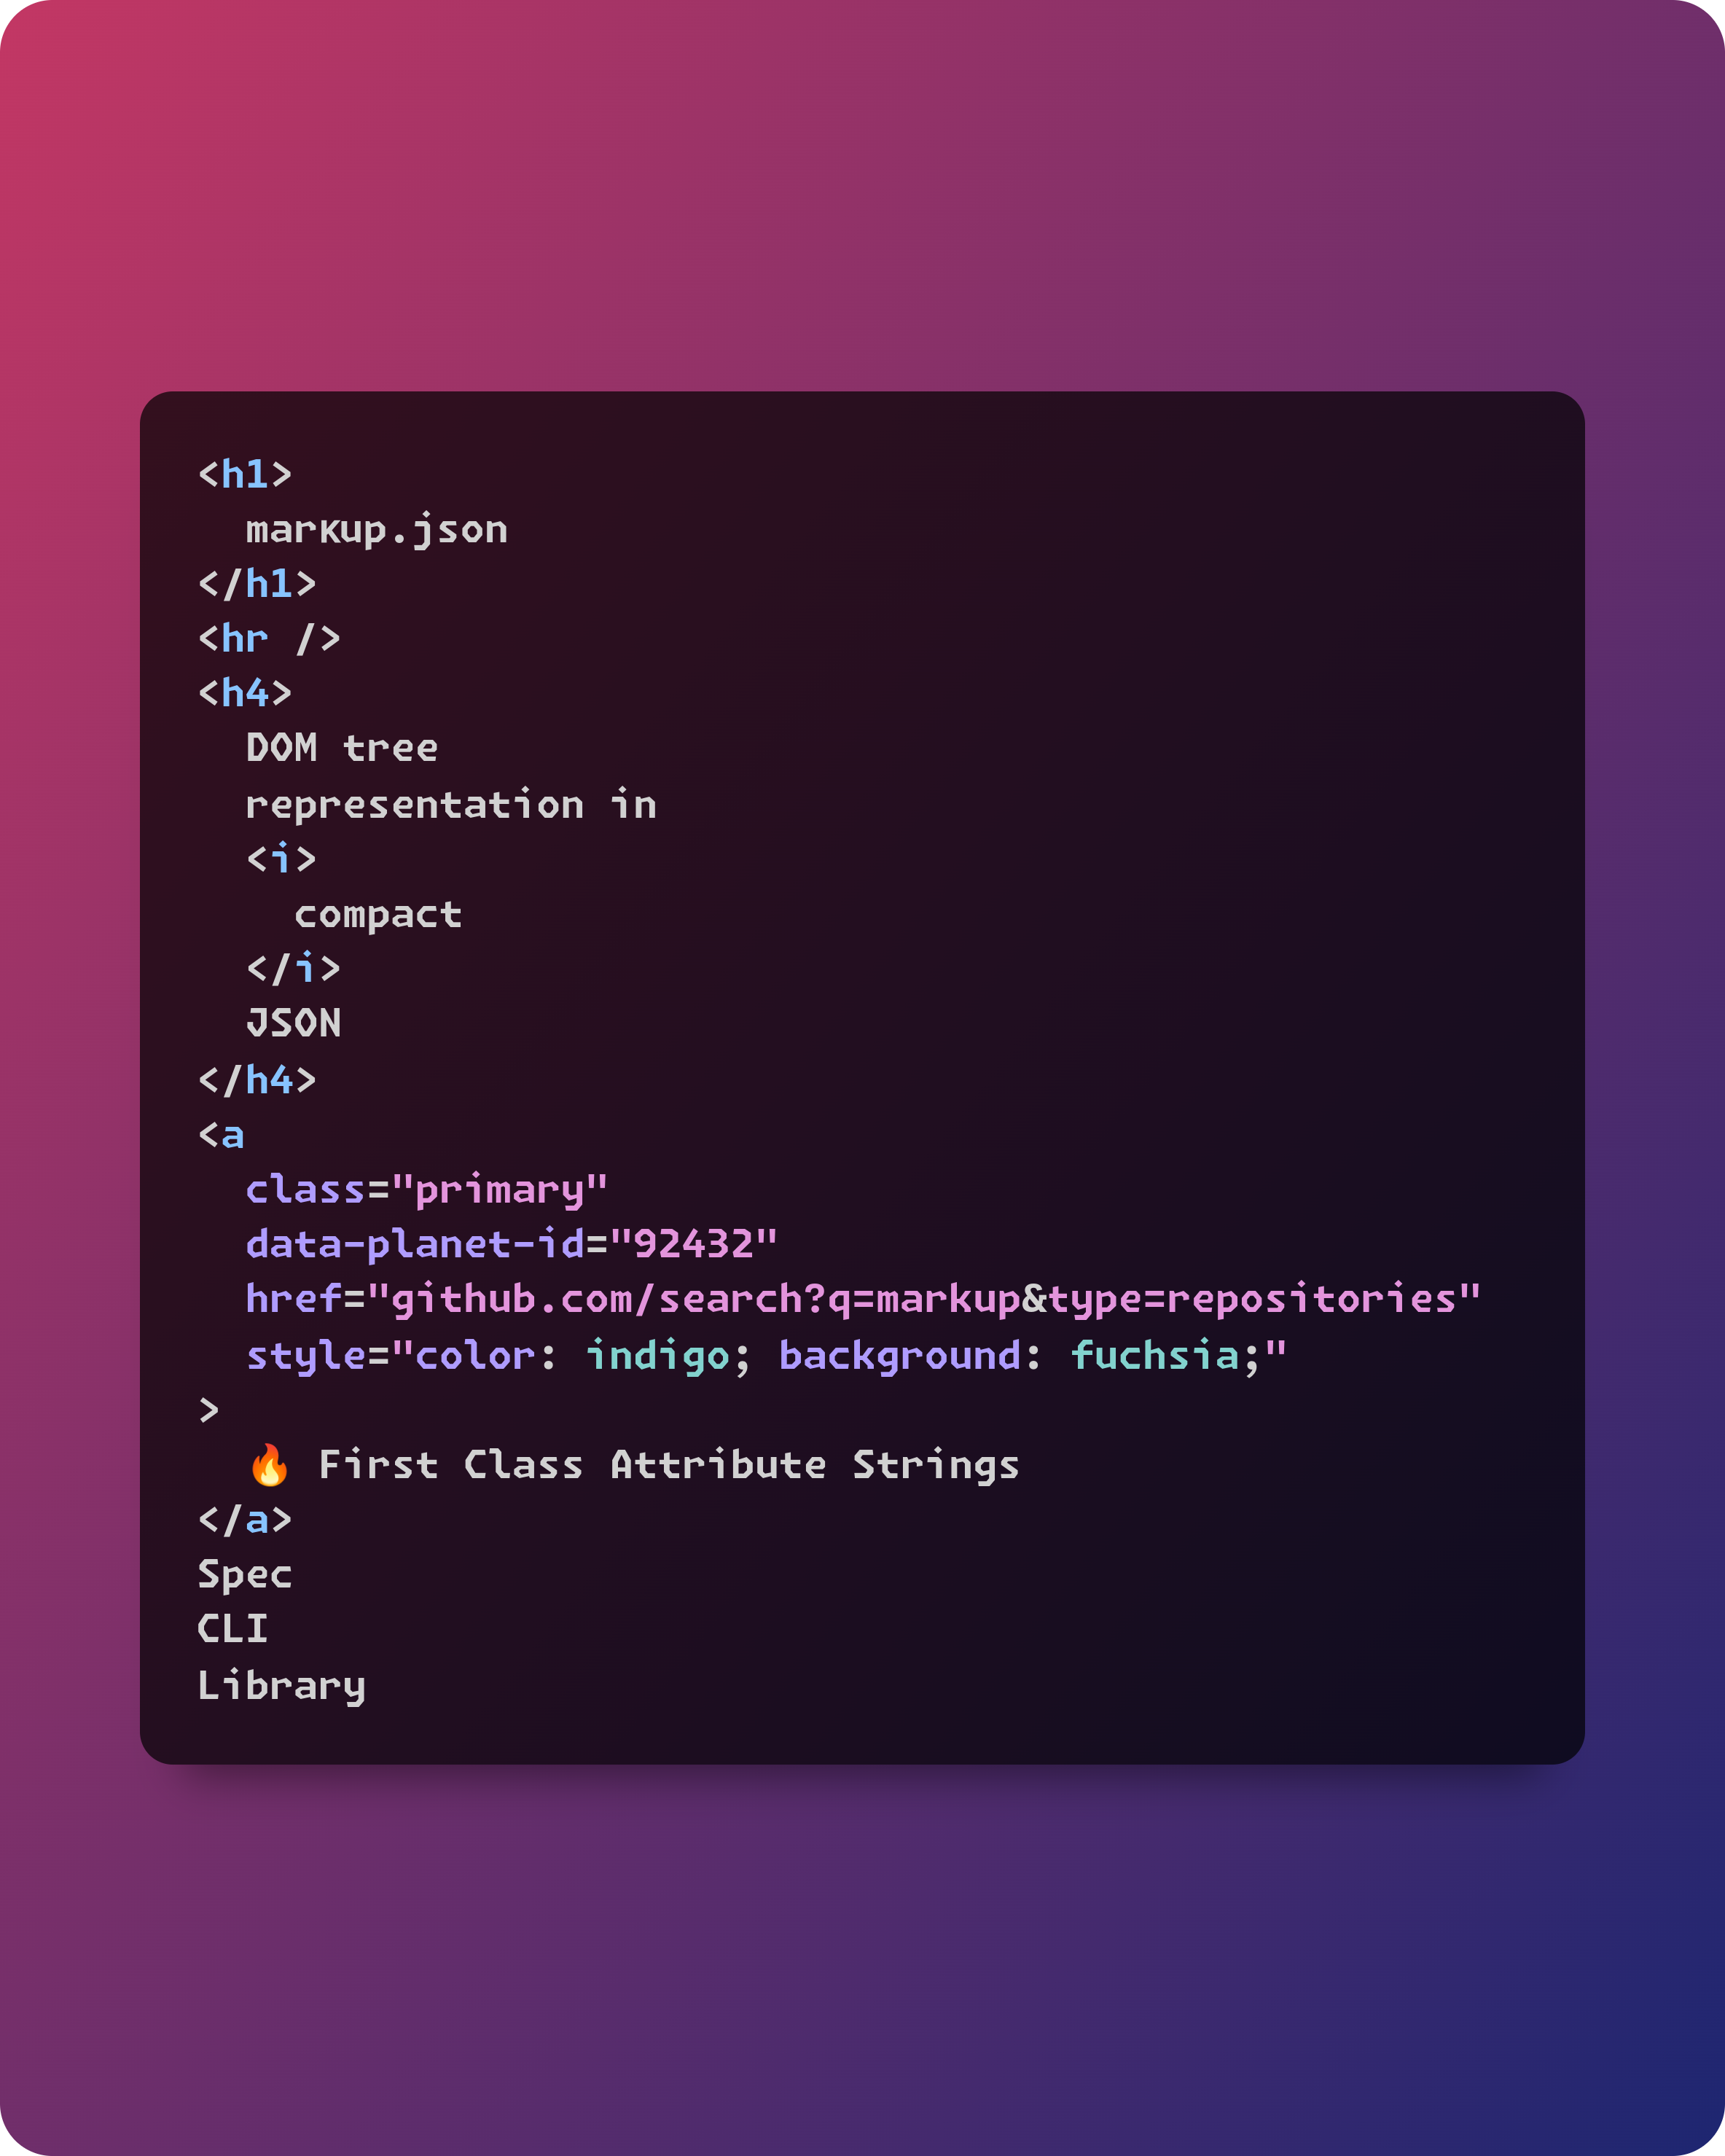 <h1>
  markup.json
</h1>
<hr />
<h4>
  DOM tree
  representation in
  <i>
    compact
  </i>
  JSON
</h4>
<a
  class="primary"
  data-planet-id="92432"
  href="github.com/search?q=markup&type=repositories"
  style="color: indigo; background: fuchsia;"
>
  🔥 First Class Attribute Strings
</a>
Spec
CLI
Library